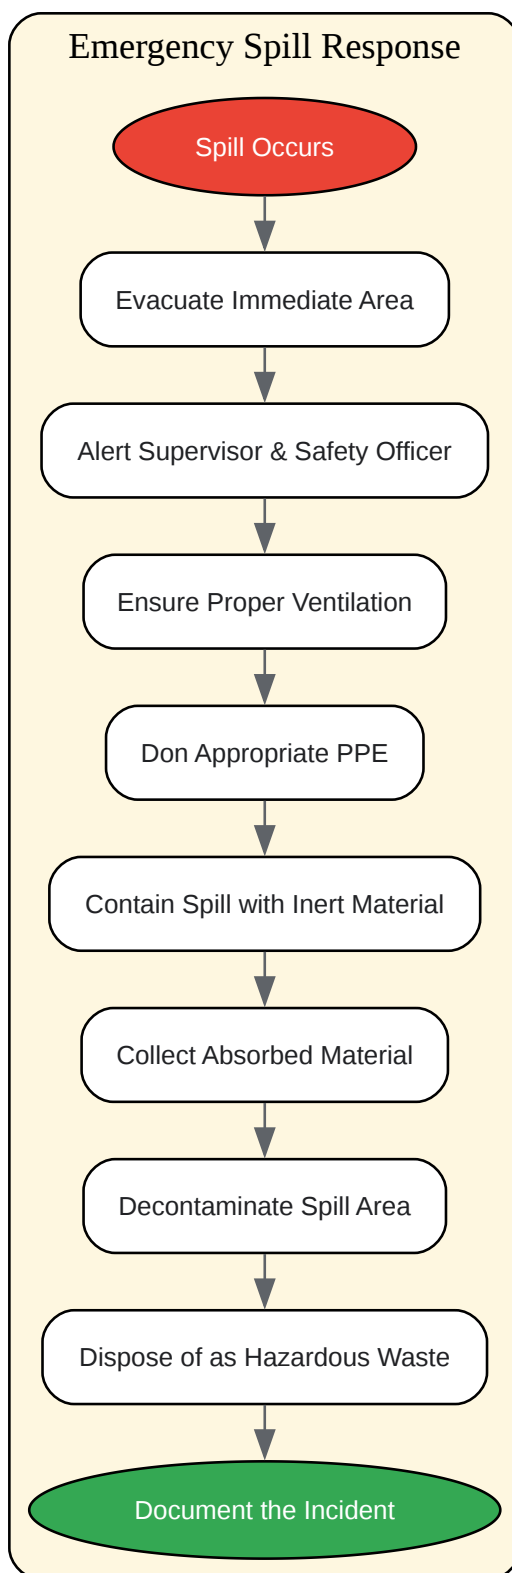 Emergency Spill Response
Spill Occurs
Evacuate Immediate Area
Alert Supervisor & Safety Officer
Ensure Proper Ventilation
Don Appropriate PPE
Contain Spill with Inert Material
Collect Absorbed Material
Decontaminate Spill Area
Dispose of as Hazardous Waste
Document the Incident